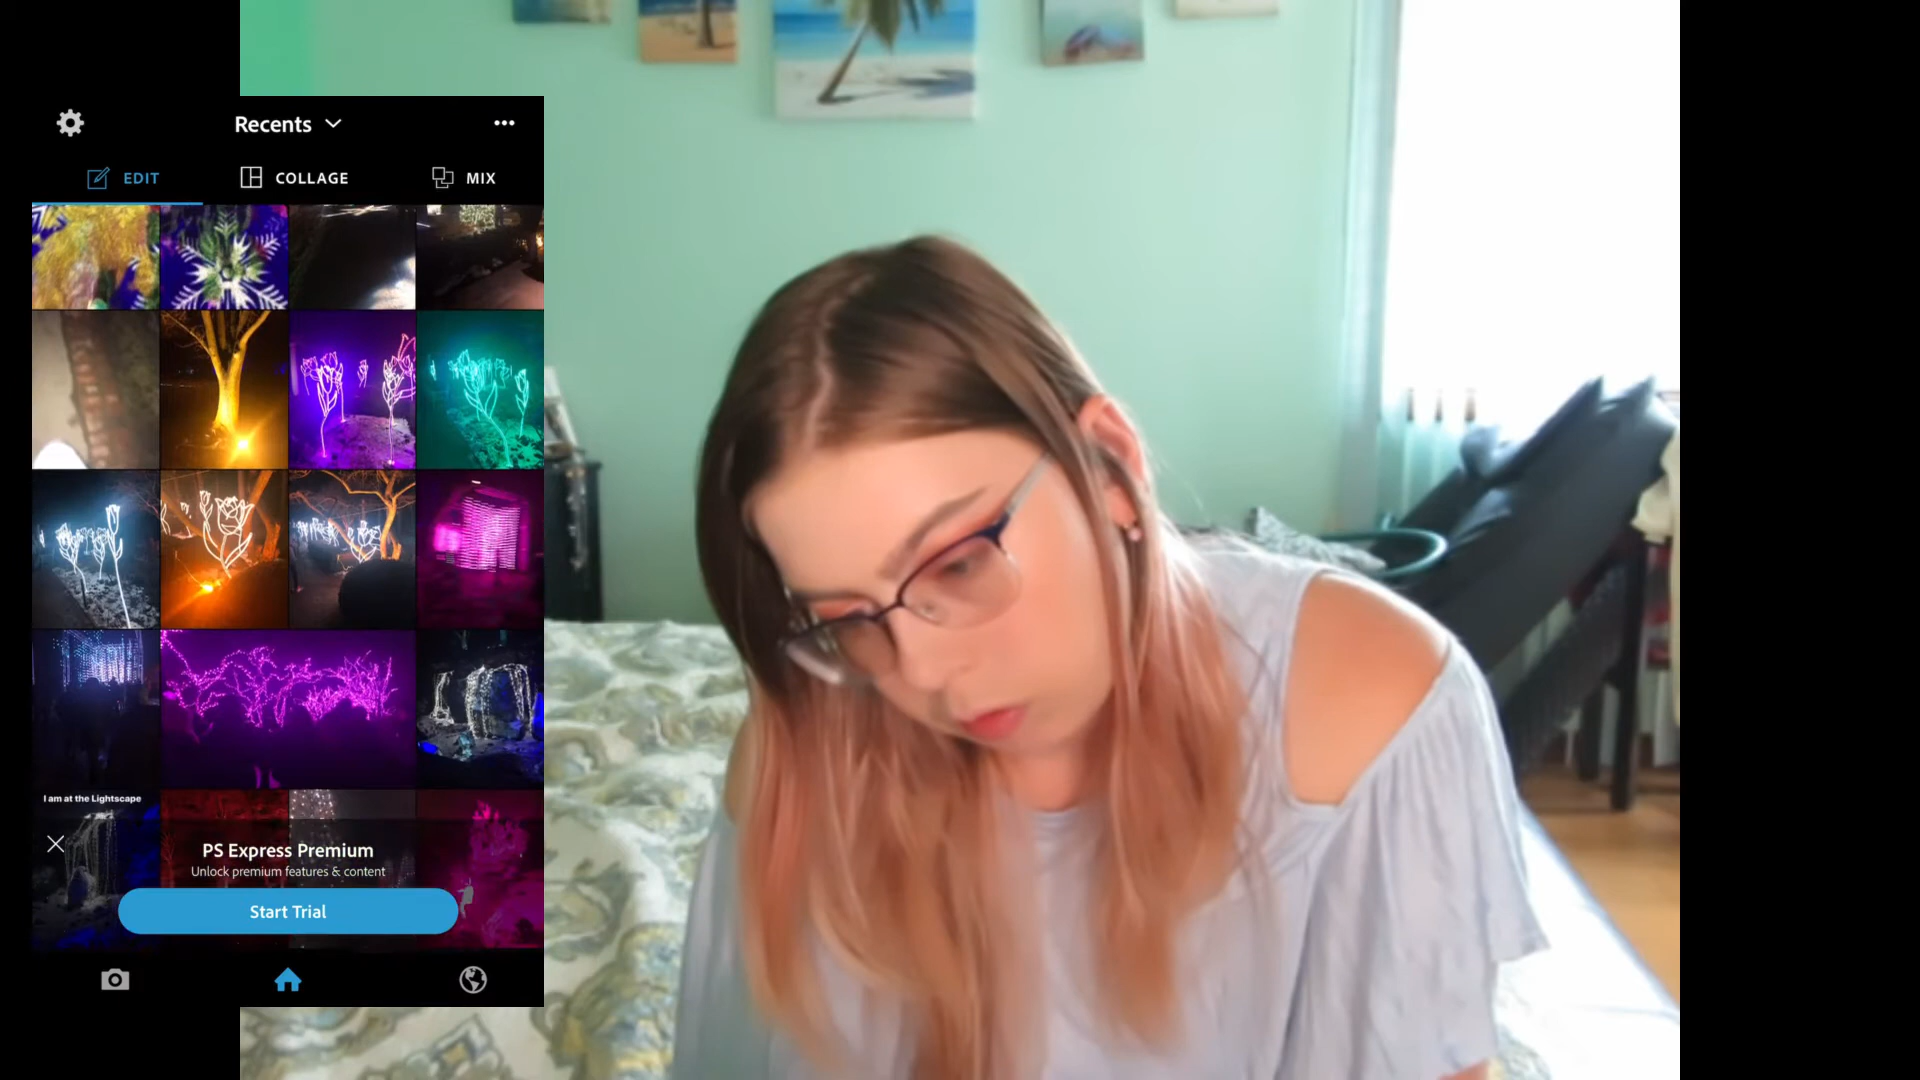 Recents
EDIT
COLLAGE
MIX
I am at the Lightscape
PS Express Premium
Unlock premium features & content
Start Trial